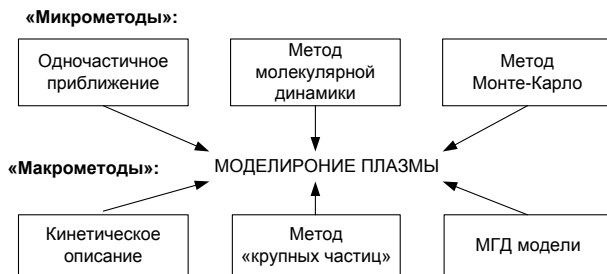 «Микрометоды»:
Одночастичное
приближение
Метод
молекулярной
динамики
Метод
Монте-Карло
«Макрометоды»:
МОДЕЛИРОНИЕ ПЛАЗМЫ
Кинетическое
описание
Метод
«крупных частиц»
МГД модели